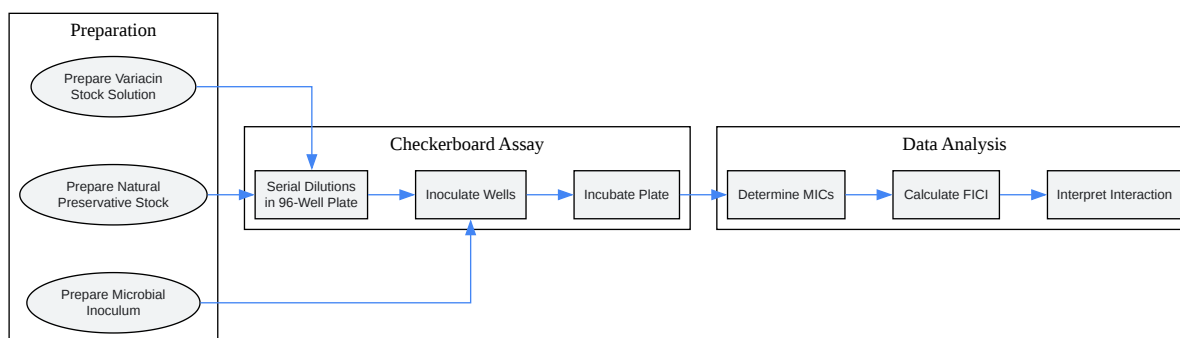 Preparation
Prepare Variacin
Stock Solution
Prepare Natural
Preservative Stock
Prepare Microbial
Inoculum
Checkerboard Assay
Serial Dilutions
in 96-Well Plate
Inoculate Wells
Incubate Plate
Data Analysis
Determine MICs
Calculate FICI
Interpret Interaction